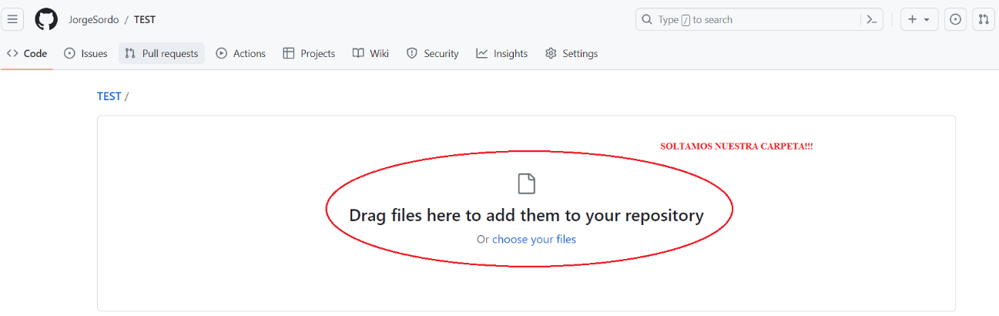 JorgeSordo / TEST
Type / to search
Code Issues Pull requests Actions Projects Wiki Security Insights Settings
TEST /
SOLTAMOS NUESTRA CARPETA!!!
Drag files here to add them to your repository
Or choose your files